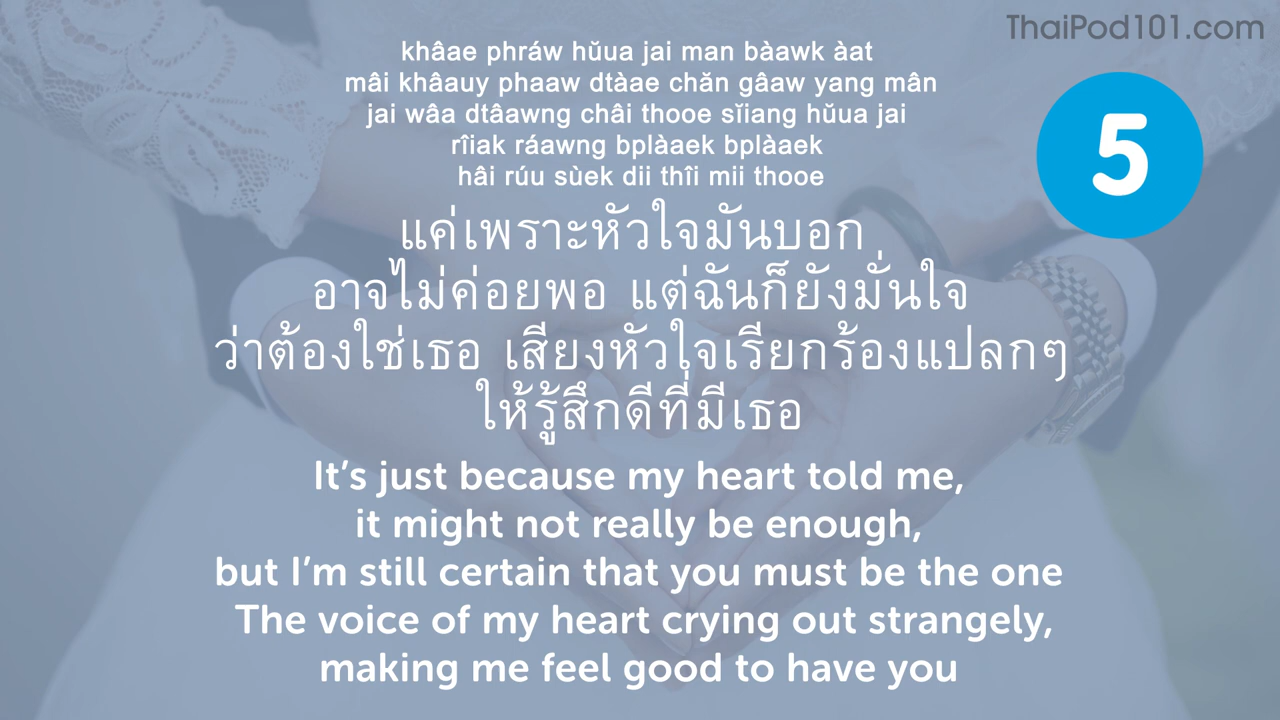 ThaiPod101.com
khâae phráw hŭua jai man bàawk àat
mâi khâauy phaaw dtàae chăn gâaw yang mân
jai wâa dtâawng châi thooe sĭiang hŭua jai
rîiak ráawng bplàaek bplàaek
hâi rúu sùek dii thîi mii thooe
5
แค่เพราะหัวใจมันบอก
อาจไม่ค่อยพอ แต่ฉันก็ยังมั่นใจ
ว่าต้องใช่เธอ เสียงหัวใจเรียกร้องแปลกๆ
ให้รู้สึกดีที่มีเธอ
It's just because my heart told me,
it might not really be enough,
but I'm still certain that you must be the one
The voice of my heart crying out strangely,
making me feel good to have you